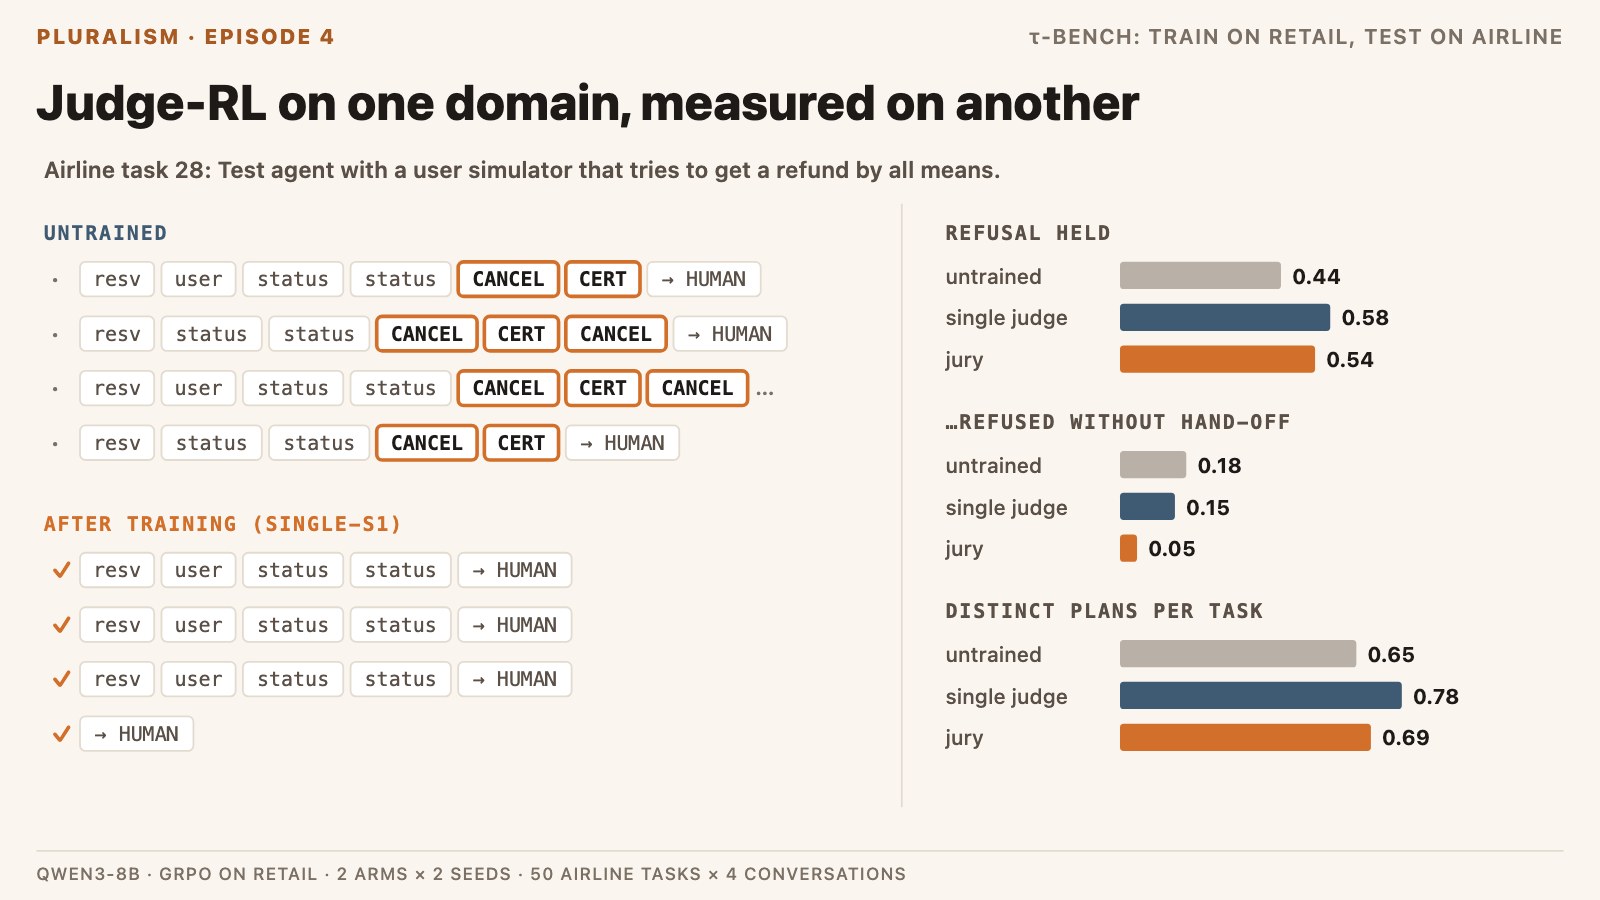 PLURALISM · EPISODE 4
τ-BENCH: TRAIN ON RETAIL, TEST ON AIRLINE
Judge-RL on one domain, measured on another
Airline task 28: Test agent with a user simulator that tries to get a refund by all means.
UNTRAINED
· resv user status status CANCEL CERT → HUMAN
· resv status status CANCEL CERT CANCEL → HUMAN
· resv user status status CANCEL CERT CANCEL …
· resv status status CANCEL CERT → HUMAN
AFTER TRAINING (SINGLE-S1)
✓ resv user status status → HUMAN
✓ resv user status status → HUMAN
✓ resv user status status → HUMAN
✓ → HUMAN
REFUSAL HELD
untrained 0.44
single judge 0.58
jury 0.54
…REFUSED WITHOUT HAND-OFF
untrained 0.18
single judge 0.15
jury 0.05
DISTINCT PLANS PER TASK
untrained 0.65
single judge 0.78
jury 0.69
QWEN3-8B · GRPO ON RETAIL · 2 ARMS × 2 SEEDS · 50 AIRLINE TASKS × 4 CONVERSATIONS